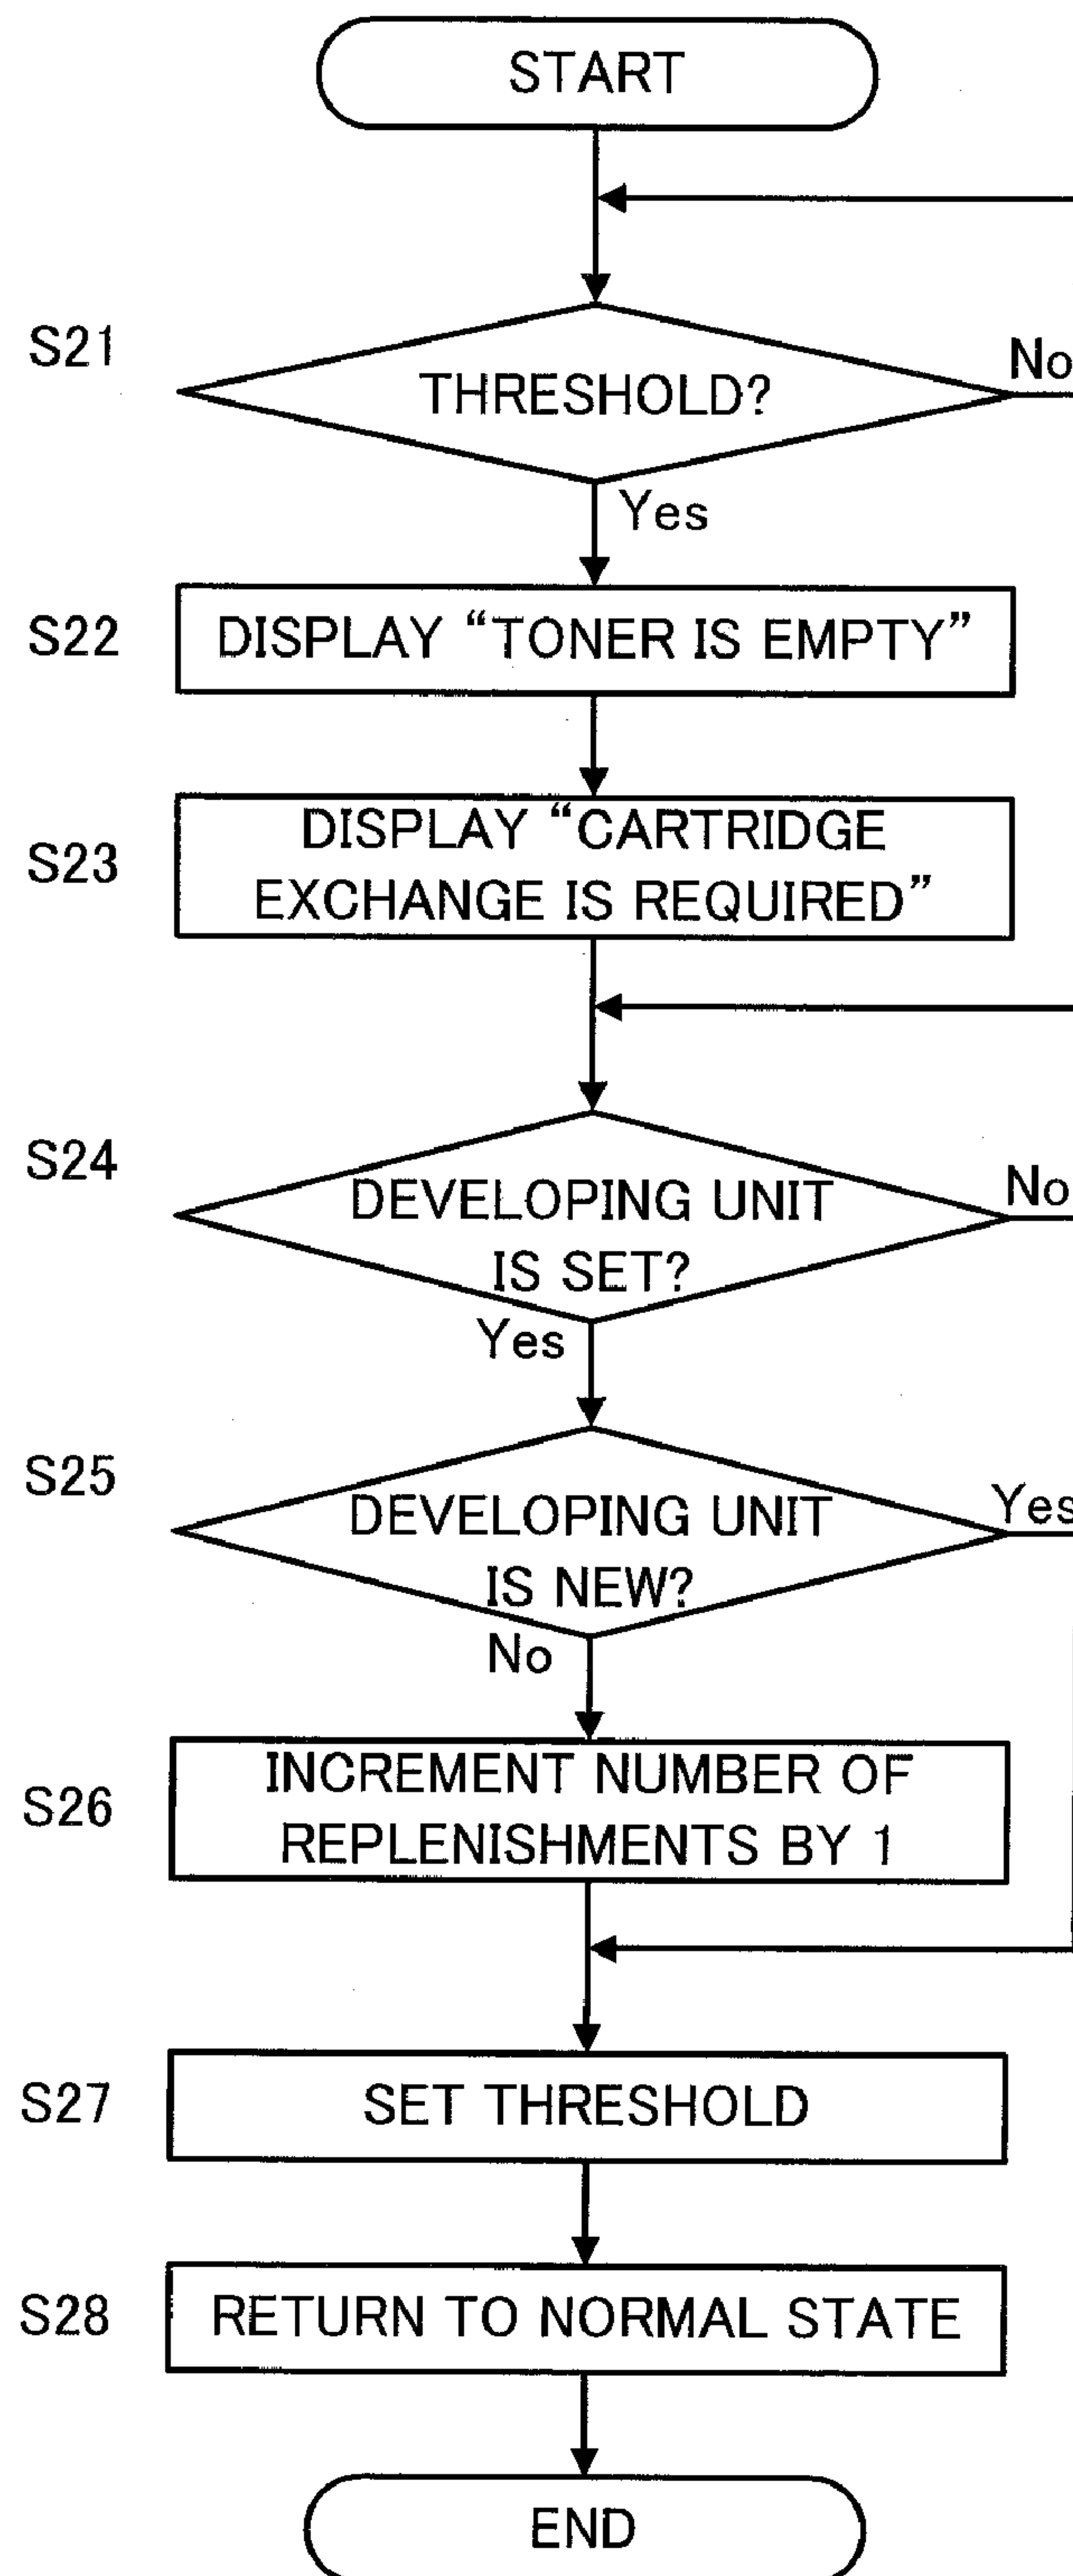 START
S21
THRESHOLD?
No
Yes
S22
DISPLAY “TONER IS EMPTY”
S23
DISPLAY “CARTRIDGE
EXCHANGE IS REQUIRED”
S24
DEVELOPING UNIT
IS SET?
No
Yes
S25
DEVELOPING UNIT
IS NEW?
Yes
No
S26
INCREMENT NUMBER OF
REPLENISHMENTS BY 1
S27
SET THRESHOLD
S28
RETURN TO NORMAL STATE
END